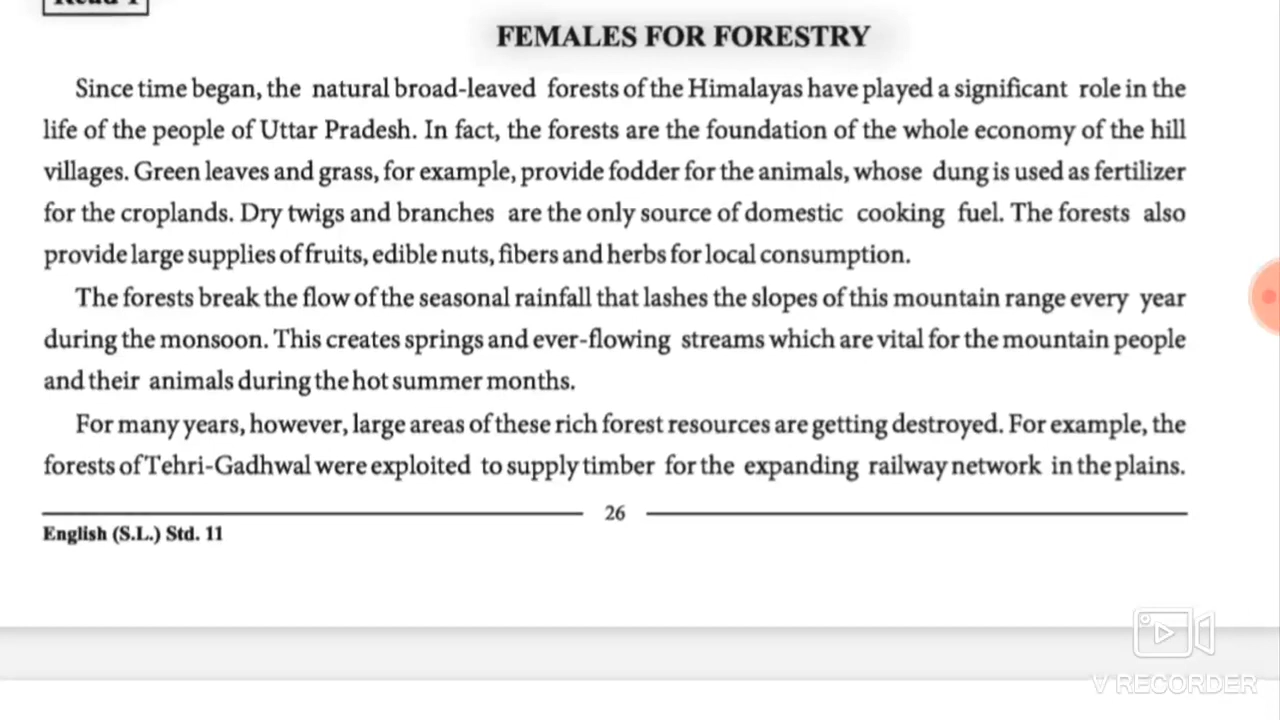 Read 1
FEMALES FOR FORESTRY
Since time began, the natural broad-leaved forests of the Himalayas have played a significant role in the
life of the people of Uttar Pradesh. In fact, the forests are the foundation of the whole economy of the hill
villages. Green leaves and grass, for example, provide fodder for the animals, whose dung is used as fertilizer
for the croplands. Dry twigs and branches are the only source of domestic cooking fuel. The forests also
provide large supplies of fruits, edible nuts, fibers and herbs for local consumption.
The forests break the flow of the seasonal rainfall that lashes the slopes of this mountain range every year
during the monsoon. This creates springs and ever-flowing streams which are vital for the mountain people
and their animals during the hot summer months.
For many years, however, large areas of these rich forest resources are getting destroyed. For example, the
forests of Tehri-Gadhwal were exploited to supply timber for the expanding railway network in the plains.
26
English (S.L.) Std. 11
V RECORDER